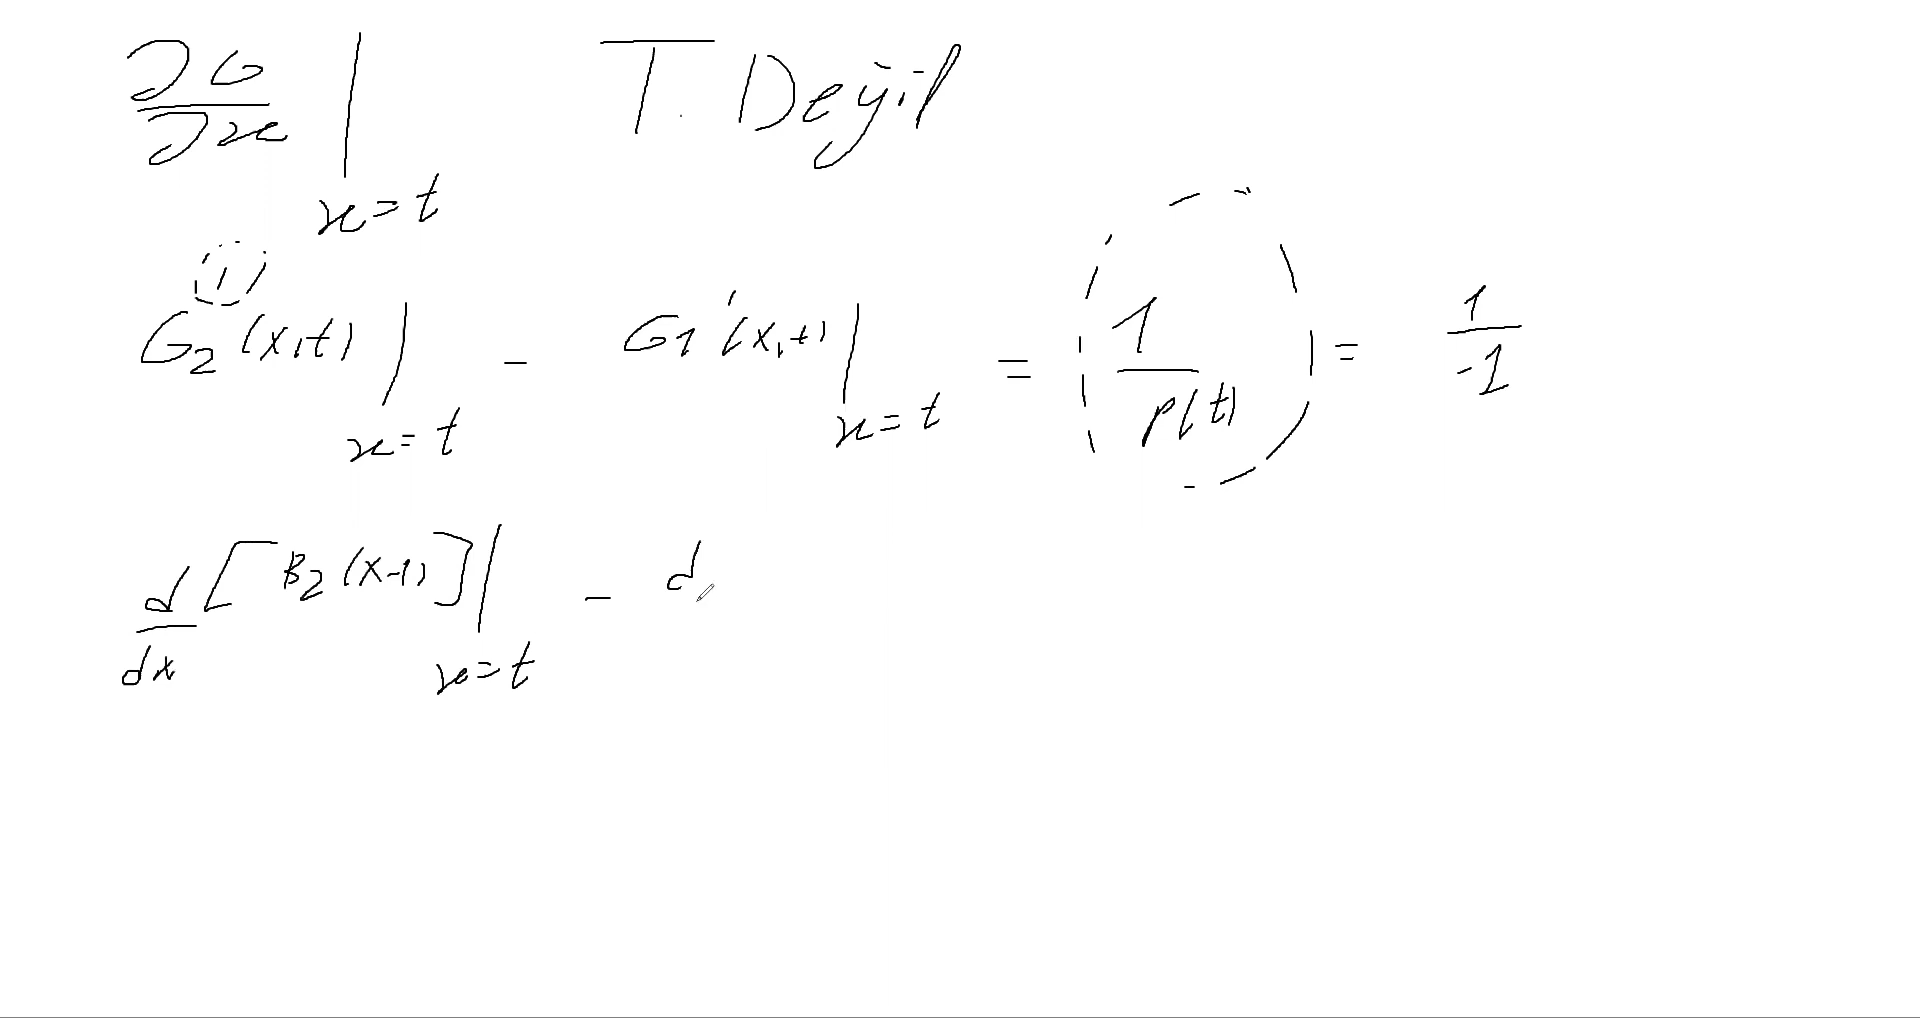 ∂G/∂x | x=t T. Değil
G2'(x,t) | x=t - G1'(x,t) | x=t = 1/p(t) = 1/-1
d/dx [B2(x-1)] | x=t - d